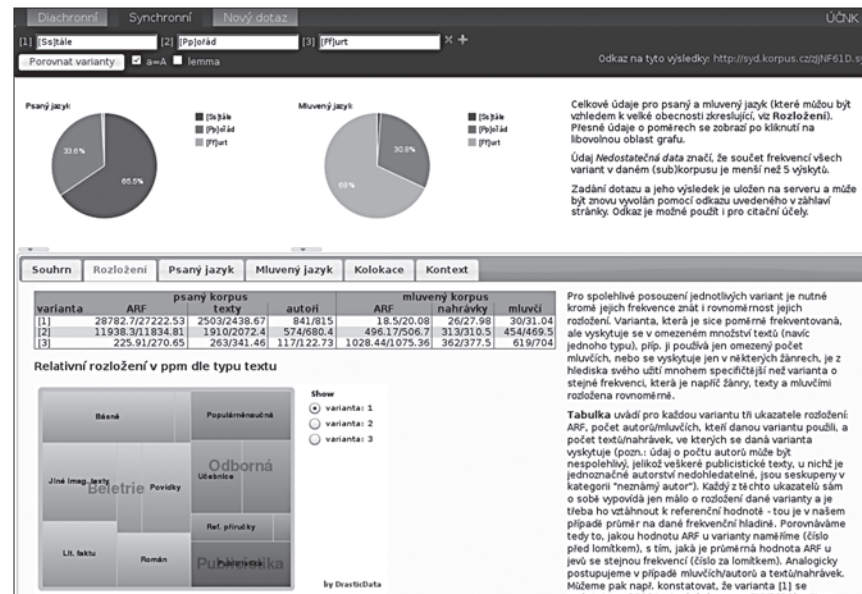 Diachronní Synchronní Nový dotaz ÚČNK
[1] [Ss]tále [2] [Pp]ořád [3] [Ff]urt
Porovnat varianty a=A lemma
Odkaz na tyto výsledky: http://syd.korpus.cz/zJjNF61D.sy
Psaný jazyk:
[Ss]tále
[Pp]ořád
[Ff]urt
33.6%
65.5%
Mluvený jazyk:
[Ss]tále
[Pp]ořád
[Ff]urt
30.8%
68%
Celkové údaje pro psaný a mluvený jazyk (které můžou být
vzhledem k velké obecnosti zkreslující, viz Rozložení).
Přesné údaje o poměrech se zobrazí po kliknutí na
libovolnou oblast grafu.
Údaj Nedostatečná data značí, že součet frekvencí všech
variant v daném (sub)korpusu je menší než 5 výskytů.
Zadání dotazu a jeho výsledek je uložen na serveru a může
být znovu vyvolán pomocí odkazu uvedeného v záhlaví
stránky. Odkaz je možné použít i pro citační účely.
Souhrn Rozložení Psaný jazyk Mluvený jazyk Kolokace Kontext
psaný korpus mluvený korpus
varianta ARF texty autoři ARF nahrávky mluvčí
[1] 28782.7/27222.53 2503/2438.67 841/815 18.5/20.08 26/27.98 30/31.04
[2] 11938.3/11834.81 1910/2072.4 574/680.4 496.17/506.7 313/310.5 454/469.5
[3] 225.91/270.65 263/341.46 117/122.73 1028.44/1075.36 362/377.5 619/704
Relativní rozložení v ppm dle typu textu
Básně
Populárněnaučná
Jiné imag. texty
Beletrie
Povídky
Odborná
Učebnice
Ref. příručky
Lit. faktu
Román
Publicistika
Publicistika
Show
varianta: 1
varianta: 2
varianta: 3
by DrasticData
Pro spolehlivé posouzení jednotlivých variant je nutné
kromě jejich frekvence znát i rovnoměrnost jejich
rozložení. Varianta, která je sice poměrně frekventovaná,
ale vyskytuje se v omezeném množství textů (navíc
jednoho typu), příp. ji používá jen omezený počet
mluvčích, nebo se vyskytuje jen v některých žánrech, je z
hlediska svého užití mnohem specifičtější než varianta o
stejné frekvenci, která je napříč žánry, texty a mluvčími
rozložena rovnoměrně.
Tabulka uvádí pro každou variantu tři ukazatele rozložení:
ARF, počet autorů/mluvčích, kteří danou variantu použili, a
počet textů/nahrávek, ve kterých se daná varianta
vyskytuje (pozn.: údaj o počtu autorů může být
nespolehlivý, jelikož veškeré publicistické texty, u nichž je
jednoznačné autorství nedohledatelné, jsou seskupeny v
kategorii "neznámý autor"). Každý z těchto ukazatelů sám
o sobě vypovídá jen málo o rozložení dané varianty a je
třeba ho vztáhnout k referenční hodnotě - tou je v našem
případě průměr na dané frekvenční hladině. Porovnáváme
tedy to, jakou hodnotu ARF u varianty naměříme (číslo
před lomítkem), s tím, jaká je průměrná hodnota ARF u
jevů se stejnou frekvencí (číslo za lomítkem). Analogicky
postupujeme v případě mluvčích/autorů a textů/nahrávek.
Můžeme pak např. konstatovat, že varianta [1] se